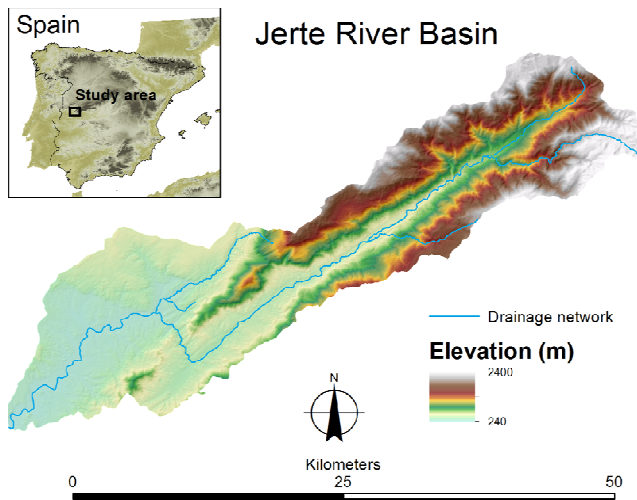 Spain
Jerte River Basin
Study area
Drainage network
Elevation (m)
2400
240
N
Kilometers
0 25 50